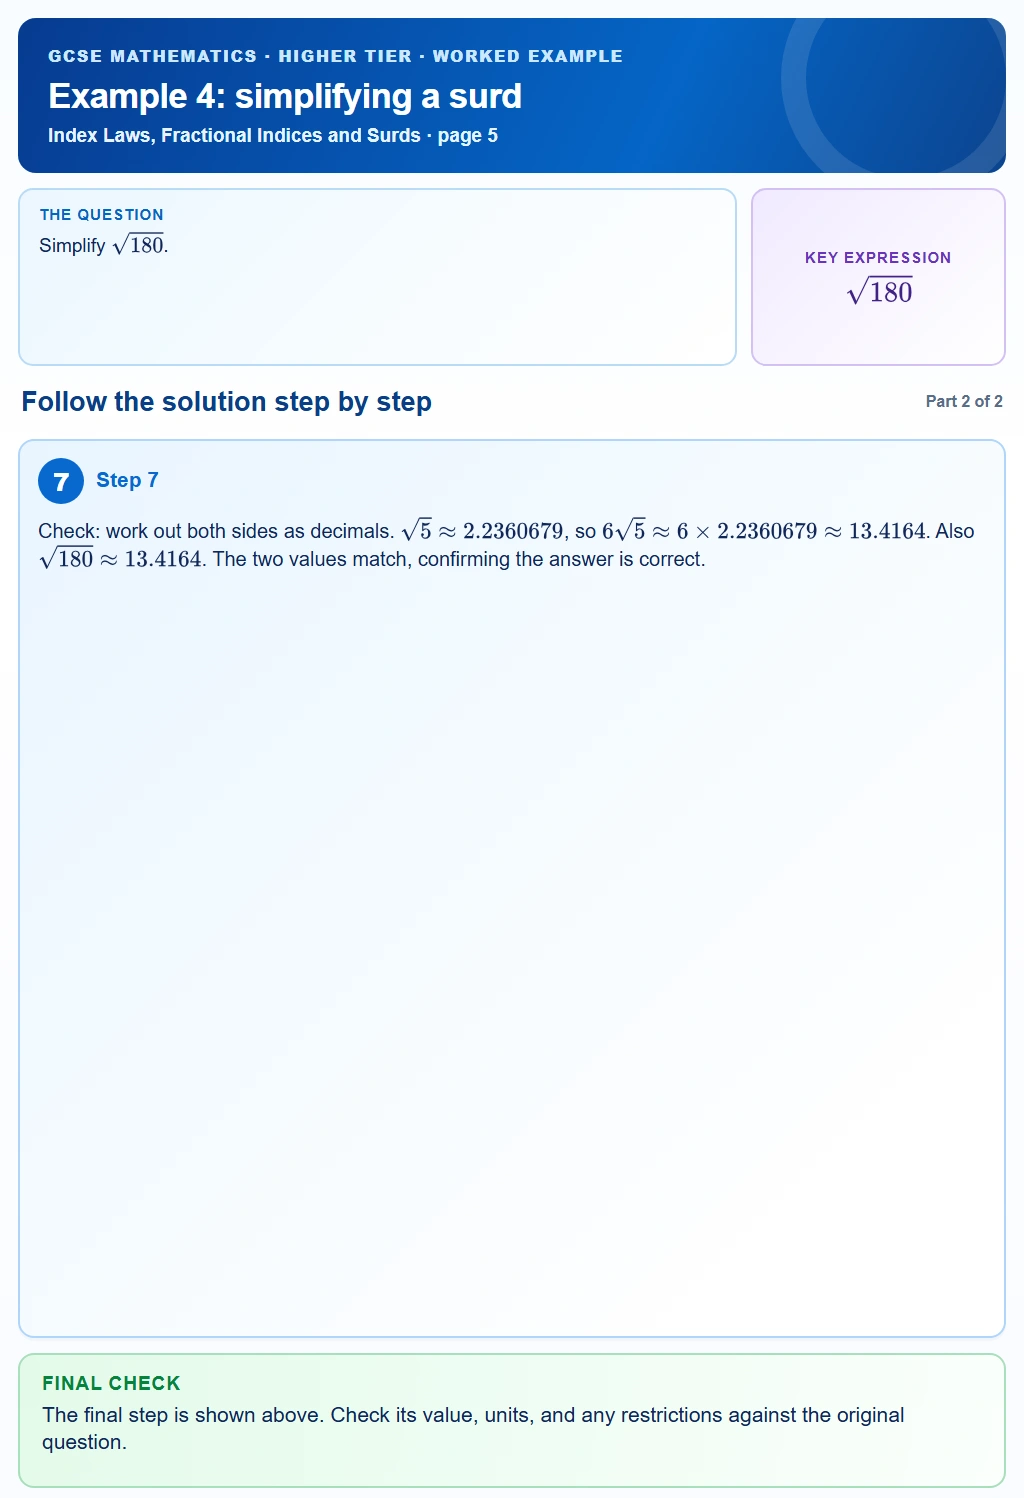 GCSE MATHEMATICS · HIGHER TIER · WORKED EXAMPLE
Example 4: simplifying a surd
Index Laws, Fractional Indices and Surds · page 5
THE QUESTION
Simplify √180.
KEY EXPRESSION
√180
Follow the solution step by step
Part 2 of 2
7 Step 7
Check: work out both sides as decimals. √5 ≈ 2.2360679, so 6√5 ≈ 6 × 2.2360679 ≈ 13.4164. Also
√180 ≈ 13.4164. The two values match, confirming the answer is correct.
FINAL CHECK
The final step is shown above. Check its value, units, and any restrictions against the original
question.